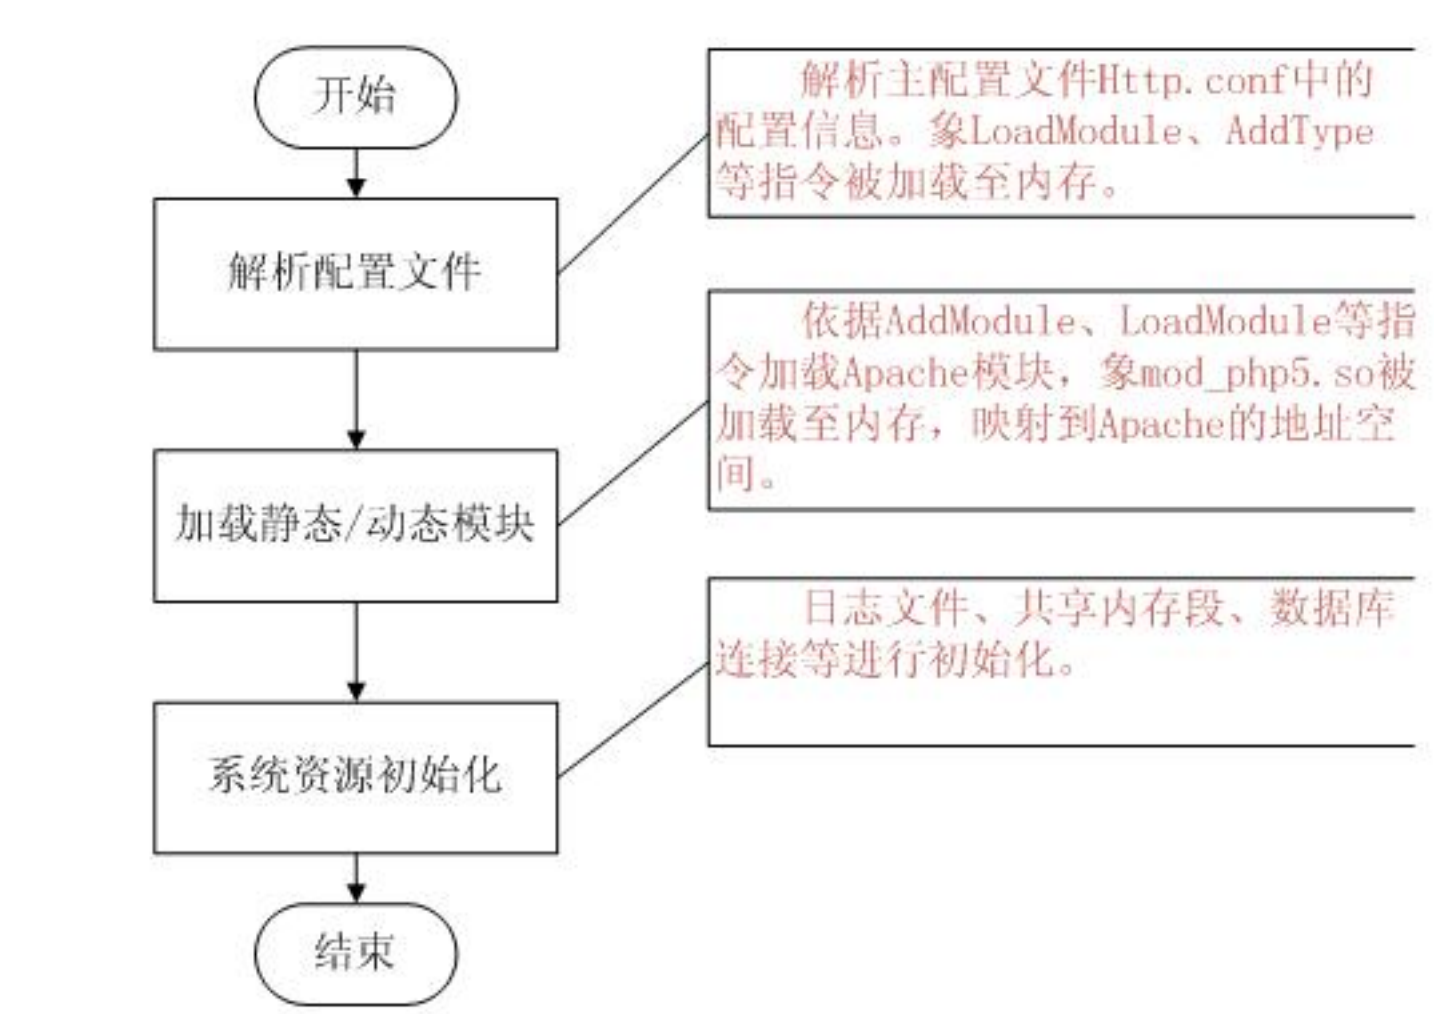 开始
解析主配置文件Http.conf中的
配置信息。象LoadModule、AddType
等指令被加载至内存。
解析配置文件
依据AddModule、LoadModule等指
令加载Apache模块，象mod_php5.so被
加载至内存，映射到Apache的地址空
间。
加载静态/动态模块
日志文件、共享内存段、数据库
连接等进行初始化。
系统资源初始化
结束